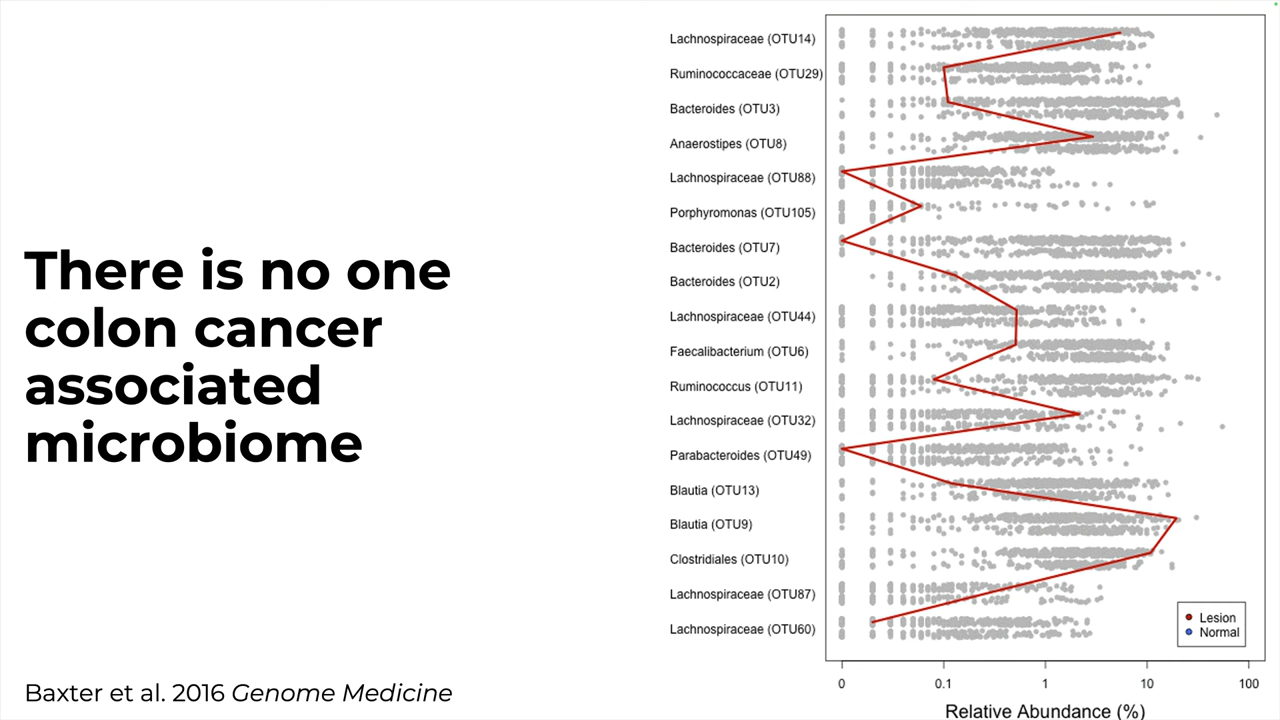 There is no one
colon cancer
associated
microbiome
Baxter et al. 2016 Genome Medicine
Lachnospiraceae (OTU14)
Ruminococcaceae (OTU29)
Bacteroides (OTU3)
Anaerostipes (OTU8)
Lachnospiraceae (OTU88)
Porphyromonas (OTU105)
Bacteroides (OTU7)
Bacteroides (OTU2)
Lachnospiraceae (OTU44)
Faecalibacterium (OTU6)
Ruminococcus (OTU11)
Lachnospiraceae (OTU32)
Parabacteroides (OTU49)
Blautia (OTU13)
Blautia (OTU9)
Clostridiales (OTU10)
Lachnospiraceae (OTU87)
Lachnospiraceae (OTU60)
Lesion
Normal
0 0.1 1 10 100
Relative Abundance (%)